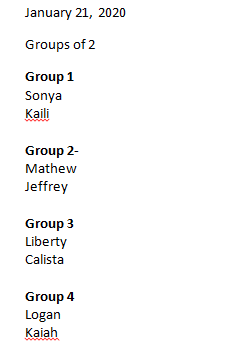 January 21, 2020
Groups of 2
Group 1
Sonya
Kaili
Group 2-
Mathew
Jeffrey
Group 3
Liberty
Calista
Group 4
Logan
Kaiah